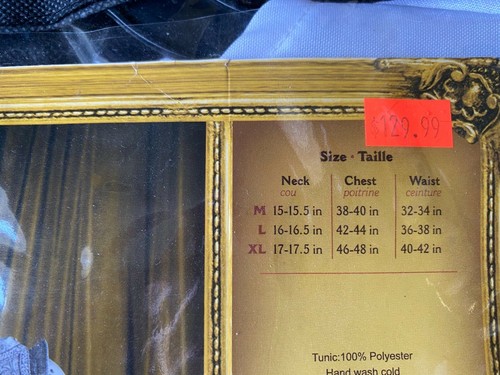 $129.99
Size · Taille
Neck Chest Waist
cou poitrine ceinture
M 15-15.5 in 38-40 in 32-34 in
L 16-16.5 in 42-44 in 36-38 in
XL 17-17.5 in 46-48 in 40-42 in
Tunic:100% Polyester
Hand wash cold